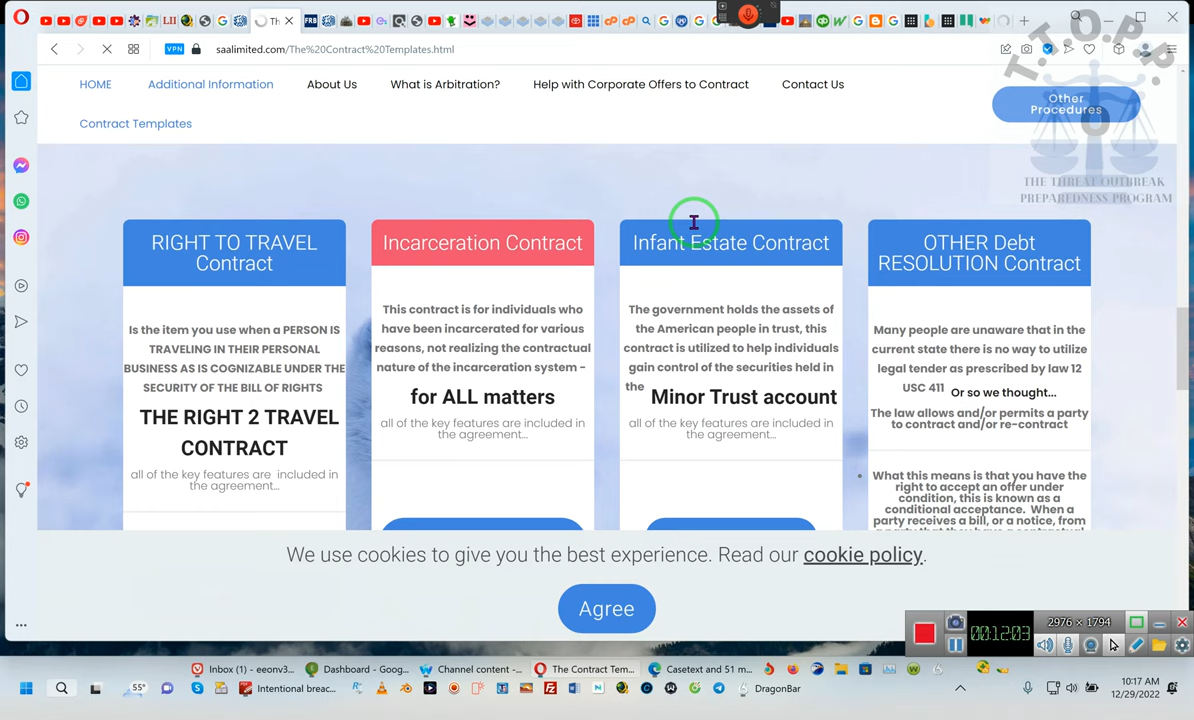 saalimited.com/The%20Contract%20Templates.html
VPN
HOME
Additional Information
About Us
What is Arbitration?
Help with Corporate Offers to Contract
Contact Us
Contract Templates
Other
Procedures
T.T.O.P.P.
THE THREAT OUTBREAK
PREPAREDNESS PROGRAM
RIGHT TO TRAVEL
Contract
Is the item you use when a PERSON IS
TRAVELING IN THEIR PERSONAL
BUSINESS AS IS COGNIZABLE UNDER THE
SECURITY OF THE BILL OF RIGHTS
THE RIGHT 2 TRAVEL
CONTRACT
all of the key features are included in
the agreement...
Incarceration Contract
This contract is for individuals who
have been incarcerated for various
reasons, not realizing the contractual
nature of the incarceration system -
for ALL matters
all of the key features are included in
the agreement...
Infant Estate Contract
The government holds the assets of
the American people in trust, this
contract is utilized to help individuals
gain control of the securities held in
the
Minor Trust account
all of the key features are included in
the agreement...
OTHER Debt
RESOLUTION Contract
Many people are unaware that in the
current state there is no way to utilize
legal tender as prescribed by law 12
USC 411 Or so we thought...
The law allows and/or permits a party
to contract and/or re-contract
What this means is that you have the
right to accept an offer under
condition, this is known as a
conditional acceptance. When a
party receives a bill, or a notice, from
We use cookies to give you the best experience. Read our cookie policy.
Agree
2976 × 1794
00:12:03
Inbox (1) - eeonv3...
Dashboard - Goog...
Channel content -...
The Contract Tem...
Casetext and 51 m...
55°
Intentional breac...
DragonBar
10:17 AM
12/29/2022